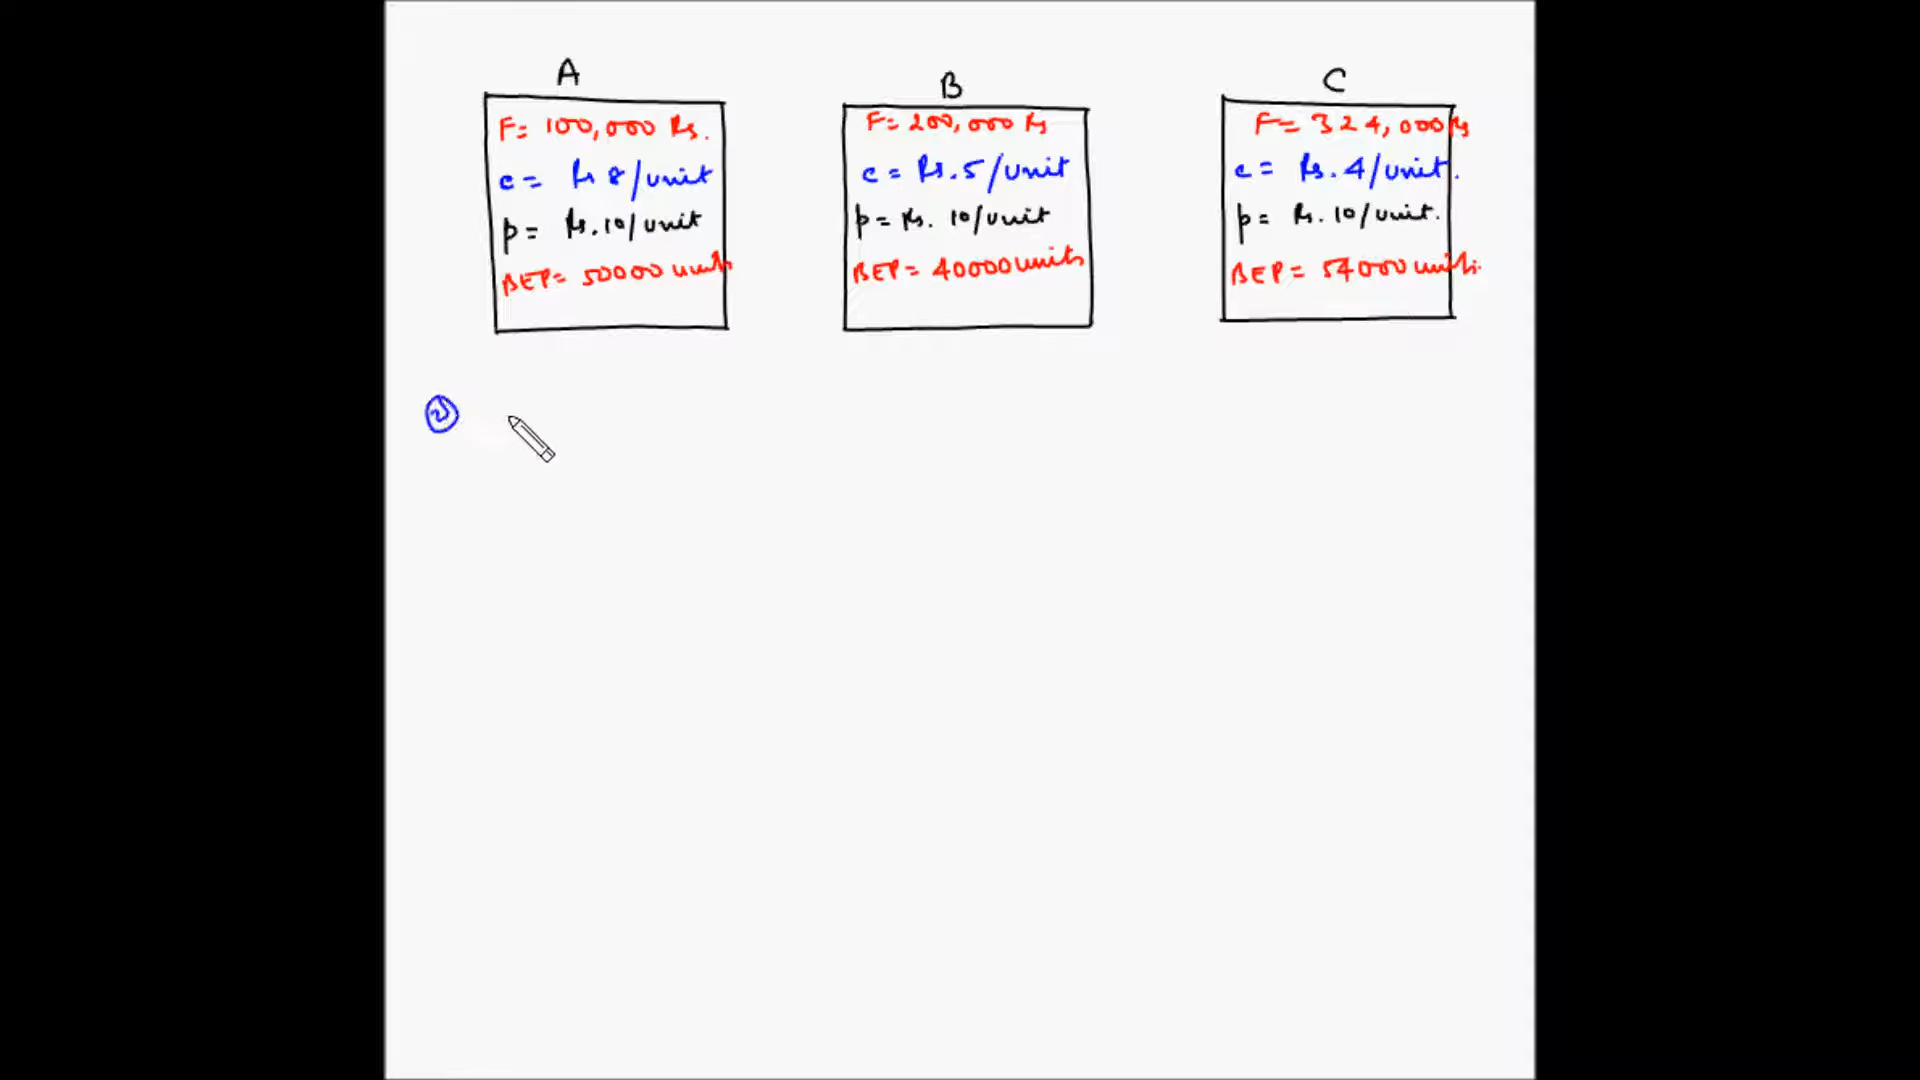 A
F= 100,000 Rs.
c= Rs 8/unit
p= Rs.10/unit
BEP= 50000 units
B
F= 200,000 Rs
c= Rs.5/unit
p= Rs. 10/unit
BEP= 40000 units
C
F= 324,000 Rs
c= Rs. 4/unit.
p= Rs. 10/unit.
BEP= 54000 units.
2